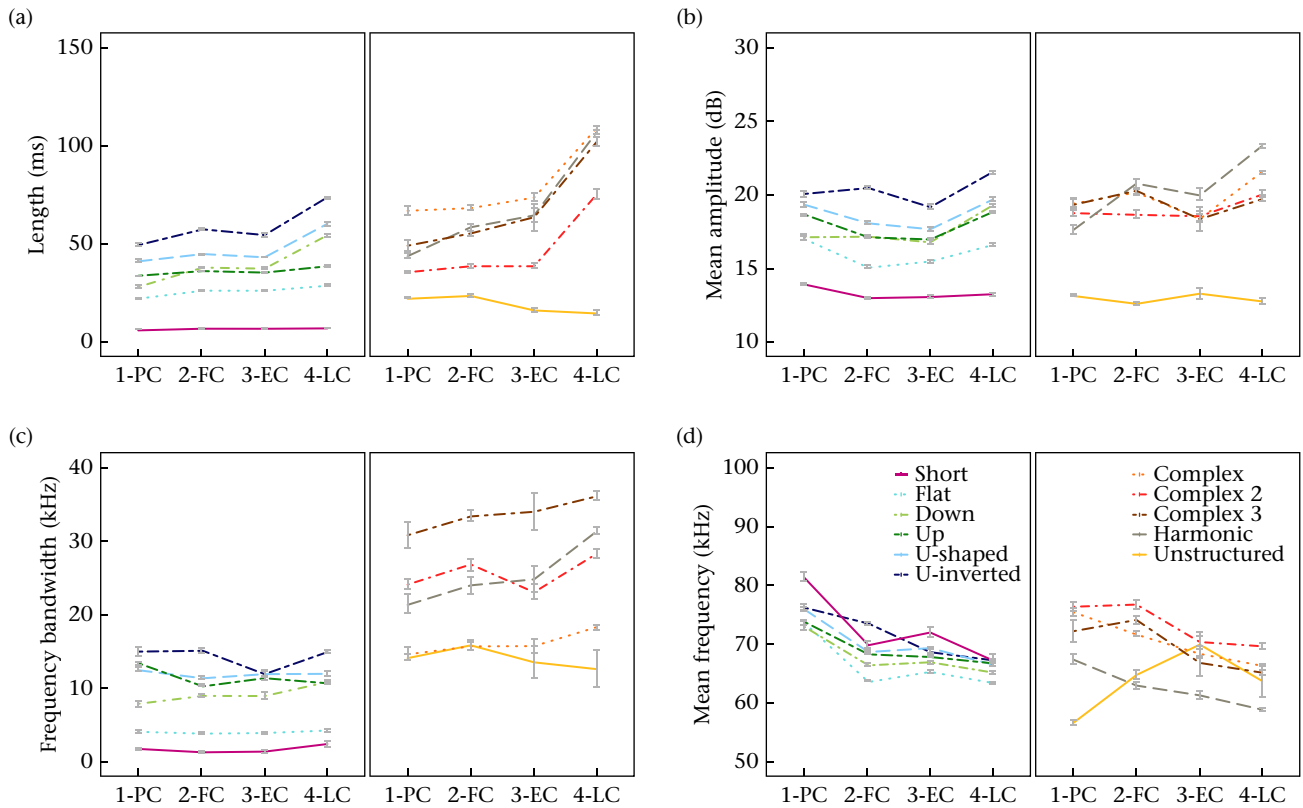 (a)
Length (ms)
150
100
50
0
1-PC 2-FC 3-EC 4-LC
1-PC 2-FC 3-EC 4-LC
(b)
Mean amplitude (dB)
30
25
20
15
10
1-PC 2-FC 3-EC 4-LC
1-PC 2-FC 3-EC 4-LC
(c)
Frequency bandwidth (kHz)
40
30
20
10
0
1-PC 2-FC 3-EC 4-LC
1-PC 2-FC 3-EC 4-LC
(d)
Mean frequency (kHz)
100
90
80
70
60
50
Short
Flat
Down
Up
U-shaped
U-inverted
Complex
Complex 2
Complex 3
Harmonic
Unstructured
1-PC 2-FC 3-EC 4-LC
1-PC 2-FC 3-EC 4-LC